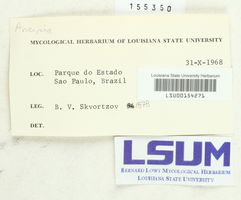 155350
MYCOLOGICAL HERBARIUM OF LOUISIANA STATE UNIVERSITY
31-X-1968
LOC. Parque do Estado
Sao Paulo, Brazil
Louisiana State University Herbarium
LSU00154275
LEG. B. V. Skvortzov
DET.
LSUM
BERNARD LOWY MYCOLOGICAL HERBARIUM
LOUISIANA STATE UNIVERSITY